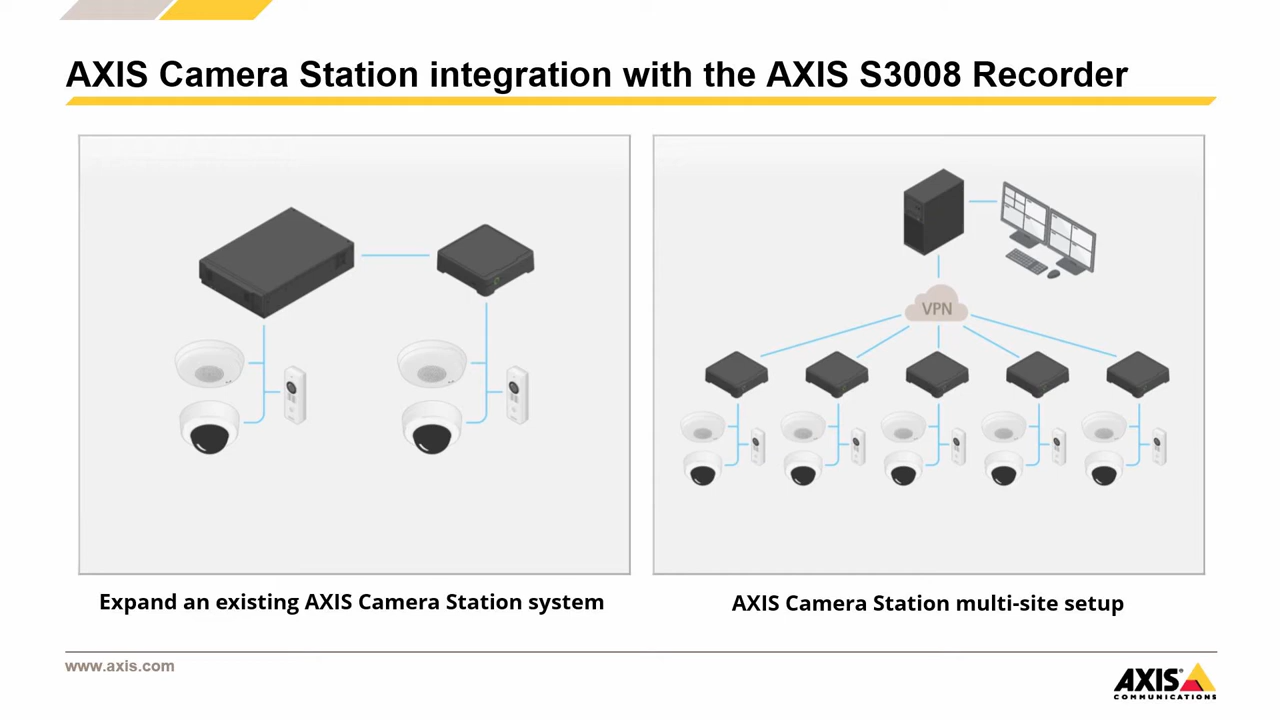 AXIS Camera Station integration with the AXIS S3008 Recorder
VPN
Expand an existing AXIS Camera Station system
AXIS Camera Station multi-site setup
www.axis.com
AXIS
COMMUNICATIONS